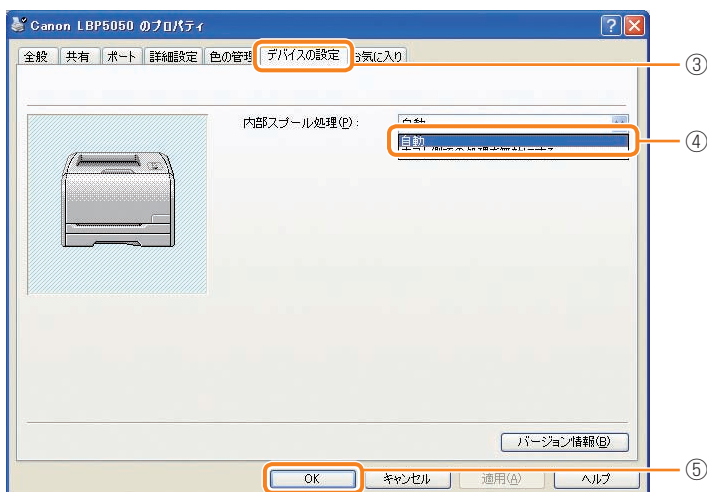 Canon LBP5050 のプロパティ
全般 共有 ポート 詳細設定 色の管理 デバイスの設定 お気に入り
③
内部スプール処理(P): 自動
自動
④
バージョン情報(B)
OK キャンセル 適用(A) ヘルプ
⑤